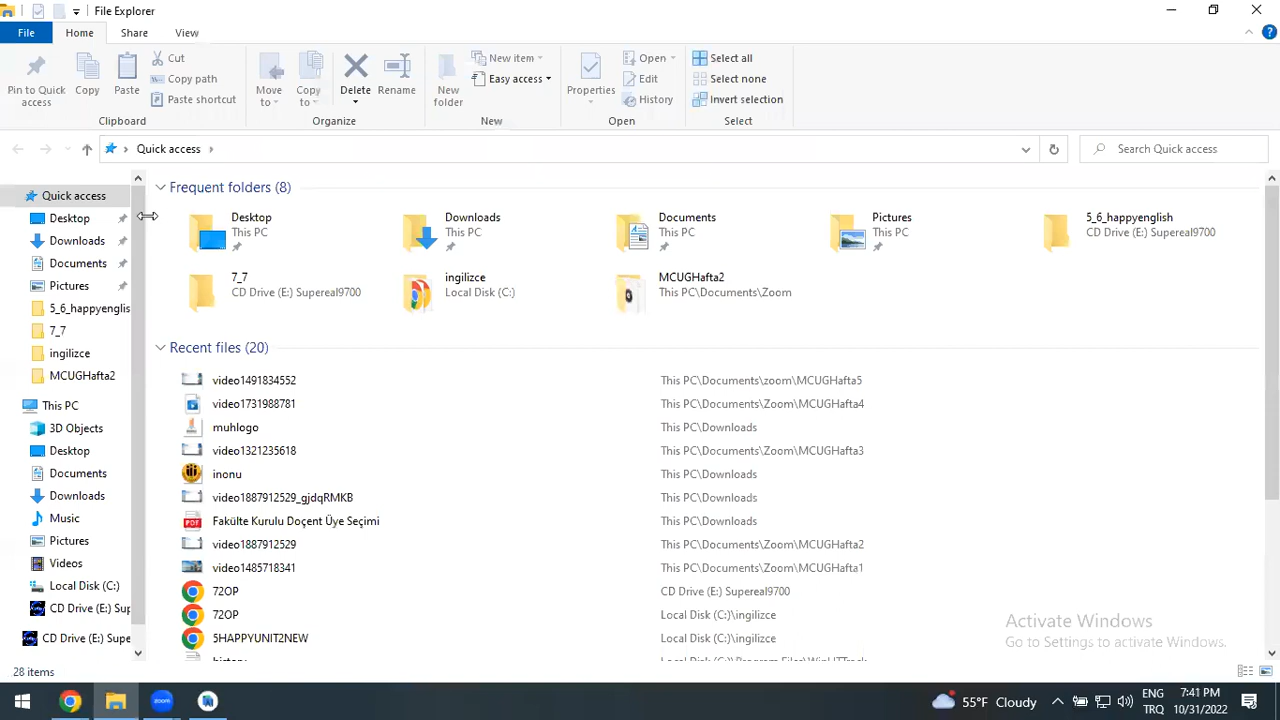 File Explorer
File Home Share View
Pin to Quick access
Copy
Paste
Cut
Copy path
Paste shortcut
Clipboard
Move to
Copy to
Delete
Rename
Organize
New folder
New item
Easy access
New
Properties
Open
Edit
History
Open
Select all
Select none
Invert selection
Select
Quick access
Search Quick access
Quick access
Desktop
Downloads
Documents
Pictures
5_6_happyenglis
7_7
ingilizce
MCUGHafta2
This PC
3D Objects
Desktop
Documents
Downloads
Music
Pictures
Videos
Local Disk (C:)
CD Drive (E:) Sup
CD Drive (E:) Supe
Frequent folders (8)
Desktop
This PC
Downloads
This PC
Documents
This PC
Pictures
This PC
5_6_happyenglish
CD Drive (E:) Supereal9700
7_7
CD Drive (E:) Supereal9700
ingilizce
Local Disk (C:)
MCUGHafta2
This PC\Documents\Zoom
Recent files (20)
video1491834552 This PC\Documents\zoom\MCUGHafta5
video1731988781 This PC\Documents\Zoom\MCUGHafta4
muhlogo This PC\Downloads
video1321235618 This PC\Documents\Zoom\MCUGHafta3
inonu This PC\Downloads
video1887912529_gjdqRMKB This PC\Downloads
Fakülte Kurulu Doçent Üye Seçimi This PC\Downloads
video1887912529 This PC\Documents\Zoom\MCUGHafta2
video1485718341 This PC\Documents\Zoom\MCUGHafta1
72OP CD Drive (E:) Supereal9700
72OP Local Disk (C:)\ingilizce
5HAPPYUNIT2NEW Local Disk (C:)\ingilizce
history Local Disk (C:)\Program Files\WinHTTrack
Activate Windows
Go to Settings to activate Windows.
28 items
zoom
55°F Cloudy
ENG
TRQ
7:41 PM
10/31/2022